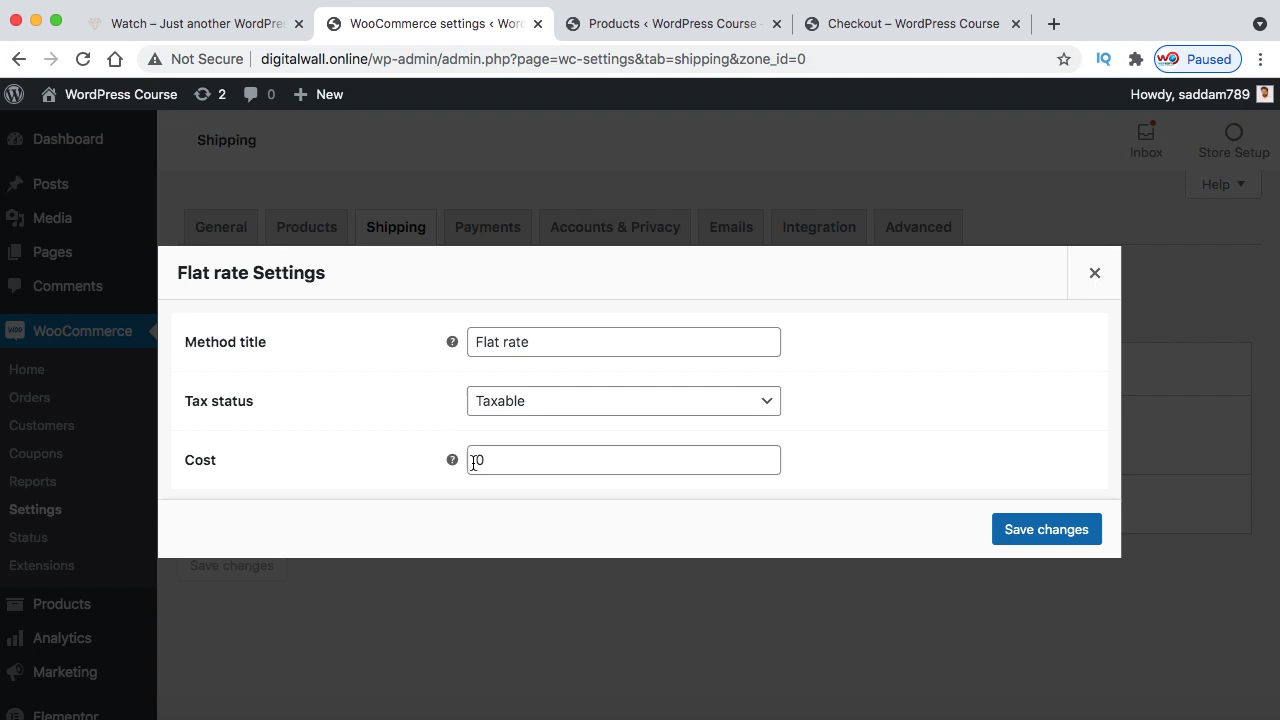 Watch – Just another WordPres
WooCommerce settings ‹ Wor
Products ‹ WordPress Course -
Checkout – WordPress Course
Not Secure
digitalwall.online/wp-admin/admin.php?page=wc-settings&tab=shipping&zone_id=0
IQ
Paused
WordPress Course
2
0
New
Howdy, saddam789
Dashboard
Posts
Media
Pages
Comments
WooCommerce
Home
Orders
Customers
Coupons
Reports
Settings
Status
Extensions
Products
Analytics
Marketing
Elementor
Shipping
Inbox
Store Setup
Help
General
Products
Shipping
Payments
Accounts & Privacy
Emails
Integration
Advanced
Flat rate Settings
Method title
Flat rate
Tax status
Taxable
Cost
0
Save changes
Save changes